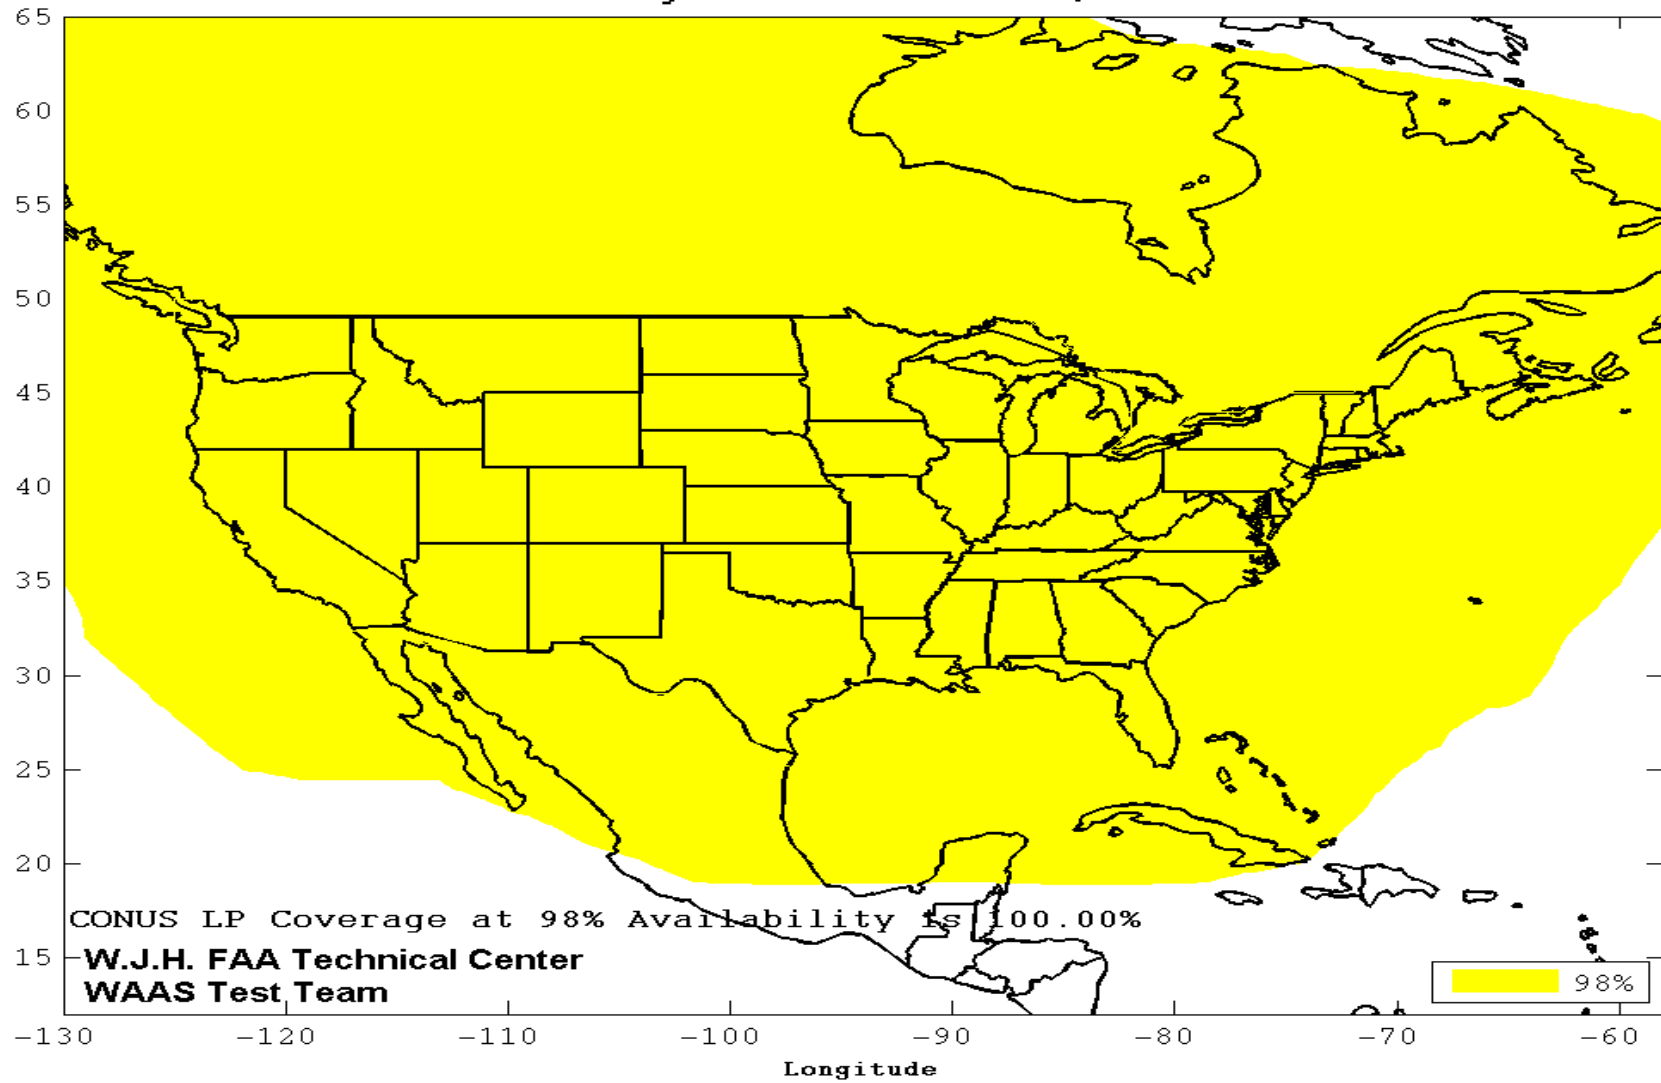 65
60
55
50
45
40
35
30
25
20
15
CONUS LP Coverage at 98% Availability is 100.00%
W.J.H. FAA Technical Center
WAAS Test Team
98%
-130 -120 -110 -100 -90 -80 -70 -60
Longitude